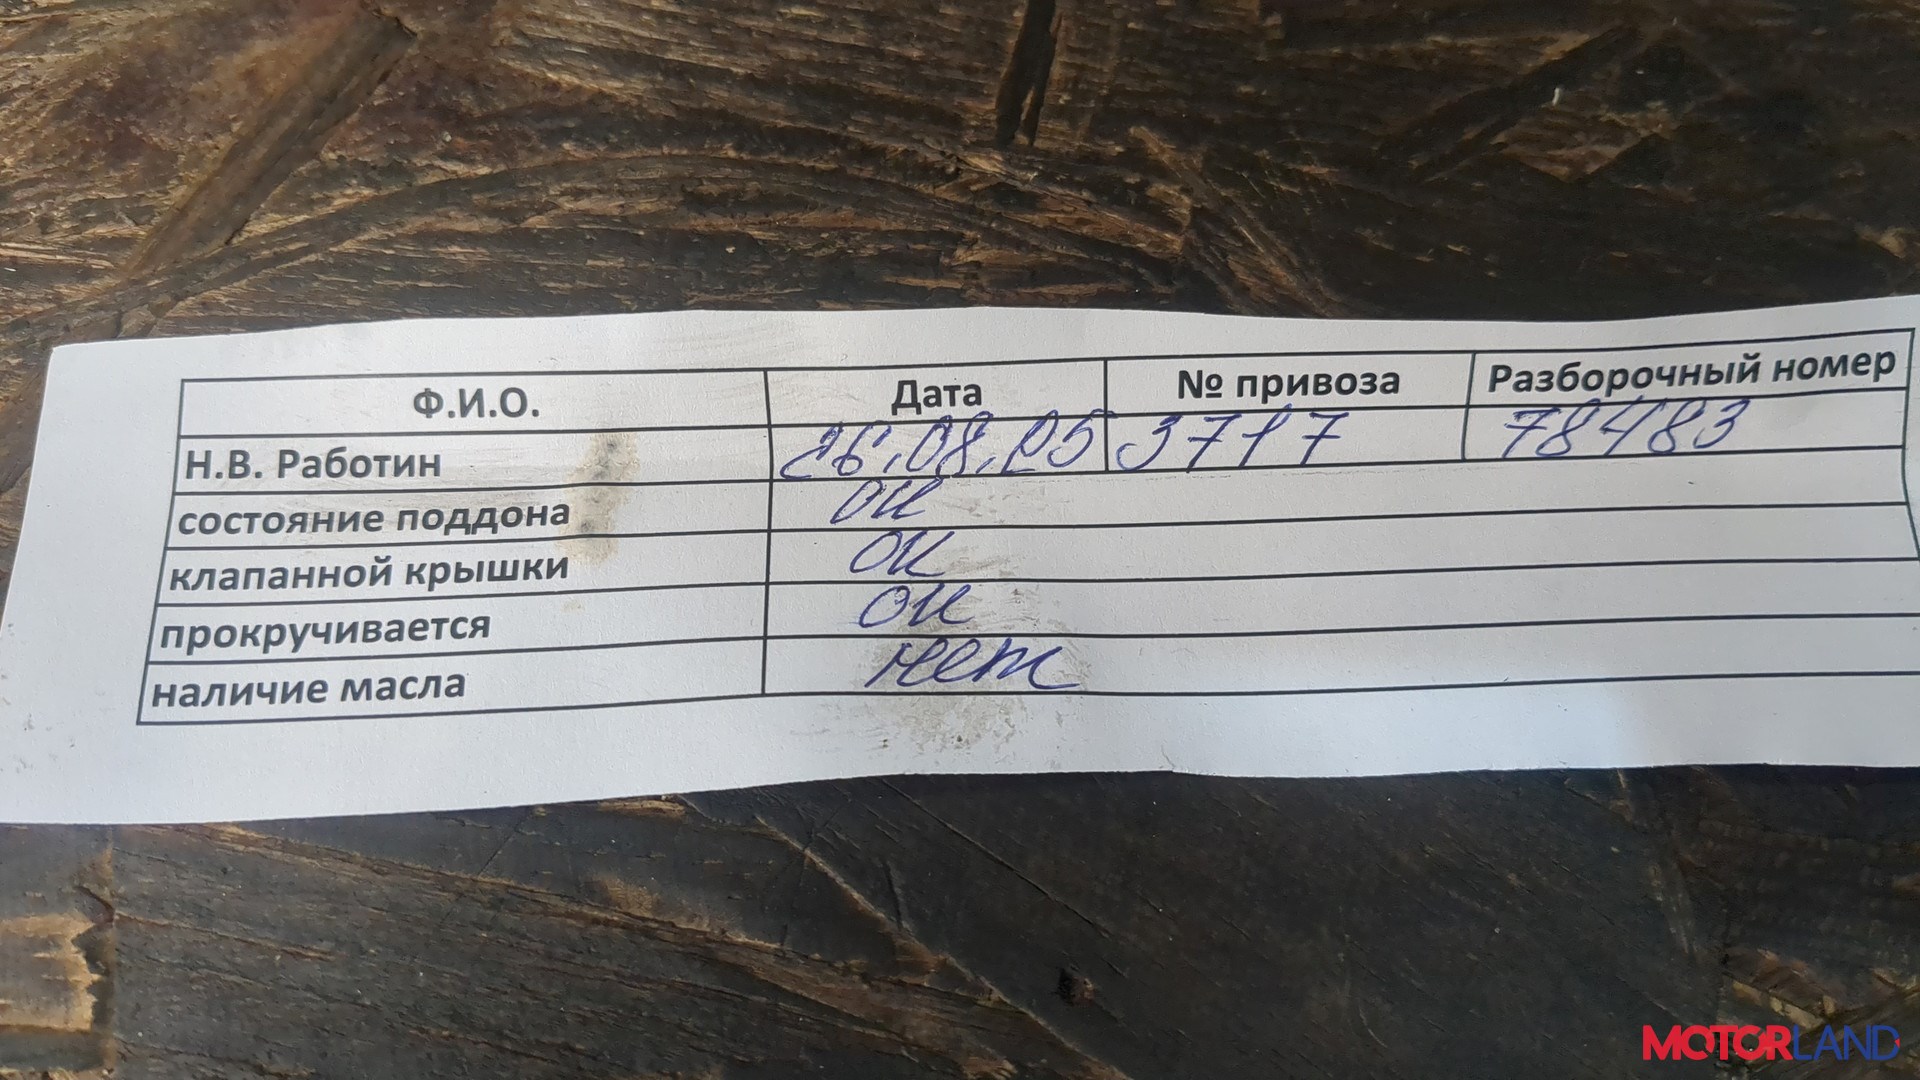 Ф.И.О. Дата № привоза Разборочный номер
Н.В. Работин 26.08.25 3717 78483
состояние поддона ок
клапанной крышки ок
прокручивается ок
наличие масла нет
MOTORLAND